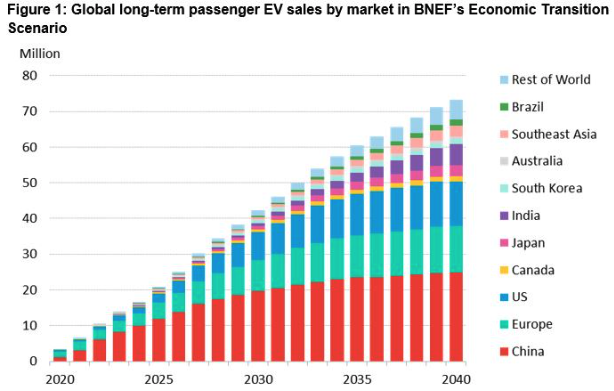 Figure 1: Global long-term passenger EV sales by market in BNEF’s Economic Transition
Scenario
Million
80
70
60
50
40
30
20
10
0
2020
2025
2030
2035
2040
Rest of World
Brazil
Southeast Asia
Australia
South Korea
India
Japan
Canada
US
Europe
China